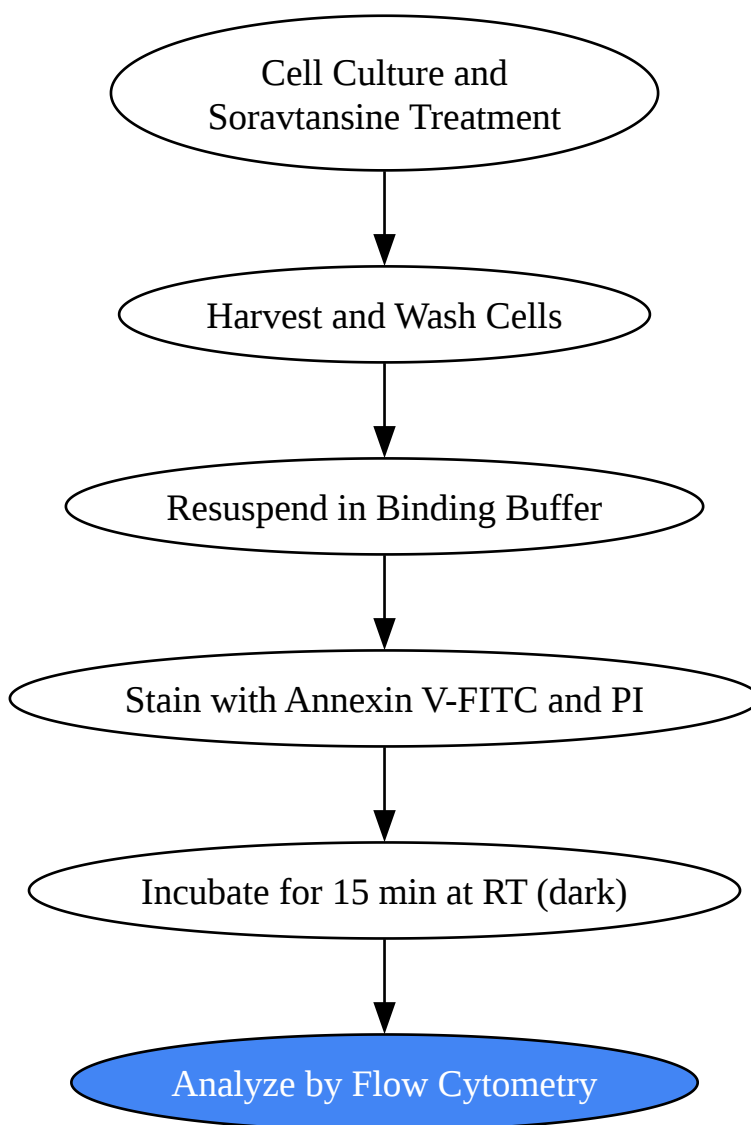 Cell Culture and
Soravtansine Treatment
Harvest and Wash Cells
Resuspend in Binding Buffer
Stain with Annexin V-FITC and PI
Incubate for 15 min at RT (dark)
Analyze by Flow Cytometry